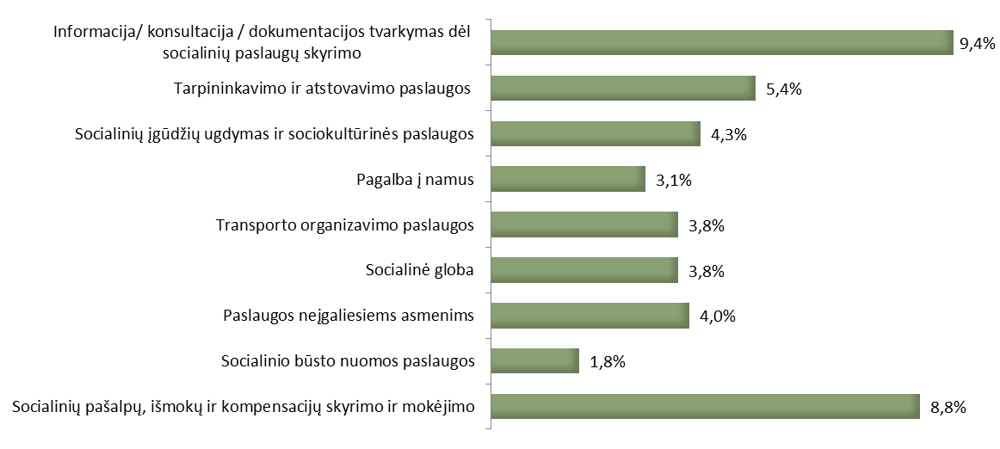 Informacija/ konsultacija / dokumentacijos tvarkymas dėl
socialinių paslaugų skyrimo
9,4%
Tarpininkavimo ir atstovavimo paslaugos
5,4%
Socialinių įgūdžių ugdymas ir sociokultūrinės paslaugos
4,3%
Pagalba į namus
3,1%
Transporto organizavimo paslaugos
3,8%
Socialinė globa
3,8%
Paslaugos neįgaliesiems asmenims
4,0%
Socialinio būsto nuomos paslaugos
1,8%
Socialinių pašalpų, išmokų ir kompensacijų skyrimo ir mokėjimo
8,8%